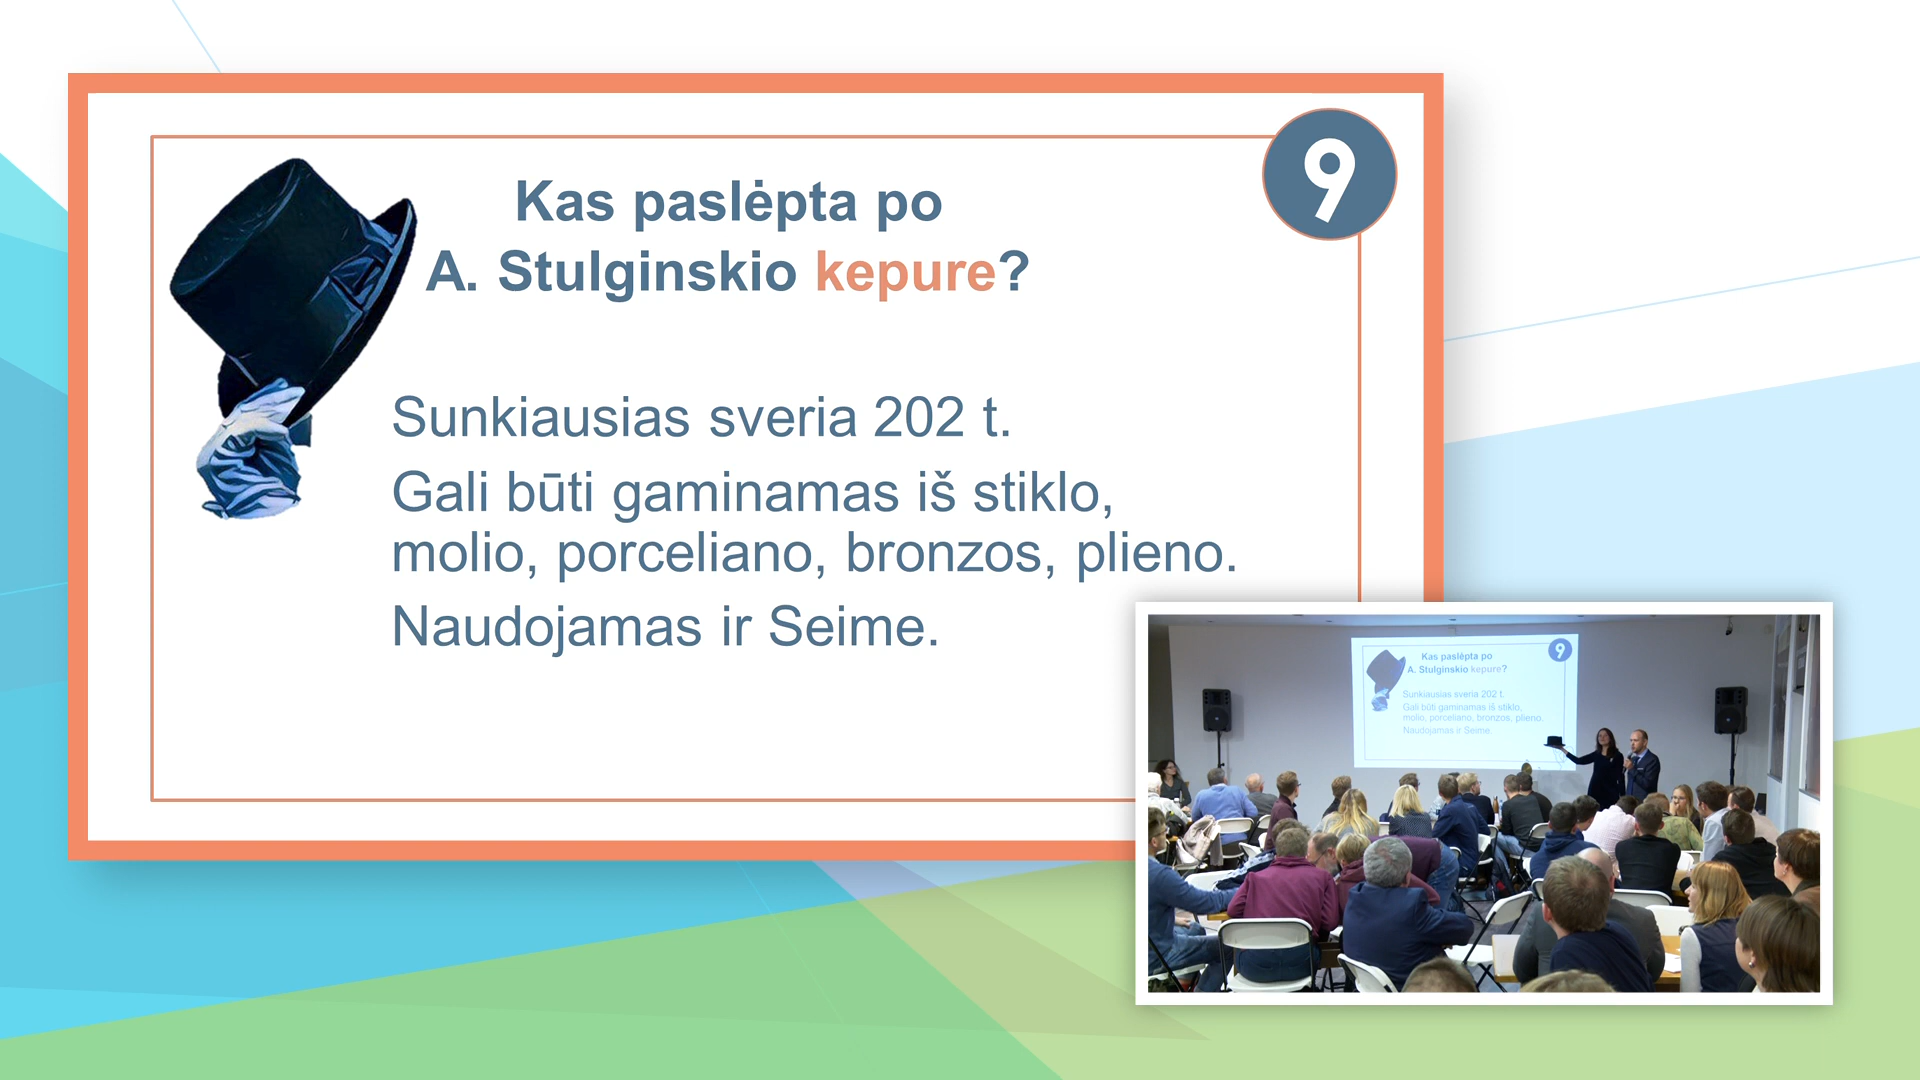 9
Kas paslėpta po
A. Stulginskio kepure?
Sunkiausias sveria 202 t.
Gali būti gaminamas iš stiklo,
molio, porceliano, bronzos, plieno.
Naudojamas ir Seime.
9
Kas paslėpta po
A. Stulginskio kepure?
Sunkiausias sveria 202 t.
Gali būti gaminamas iš stiklo,
molio, porceliano, bronzos, plieno.
Naudojamas ir Seime.